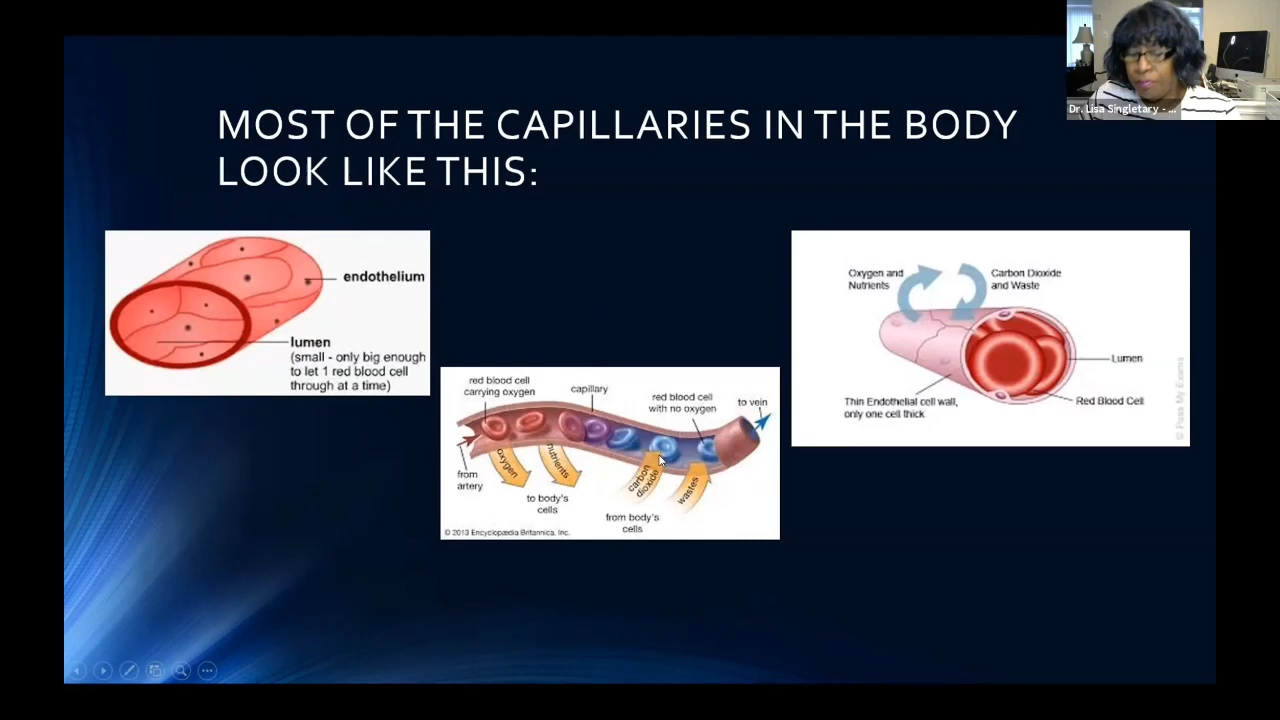 Dr. Lisa Singletary - ...
MOST OF THE CAPILLARIES IN THE BODY
LOOK LIKE THIS:
endothelium
lumen
(small - only big enough
to let 1 red blood cell
through at a time)
red blood cell
carrying oxygen
capillary
red blood cell
with no oxygen
to vein
from
artery
oxygen
nutrients
to body's
cells
carbon
dioxide
wastes
from body's
cells
© 2013 Encyclopædia Britannica, Inc.
Oxygen and
Nutrients
Carbon Dioxide
and Waste
Lumen
Thin Endothelial cell wall,
only one cell thick
Red Blood Cell
© Pass My Exams